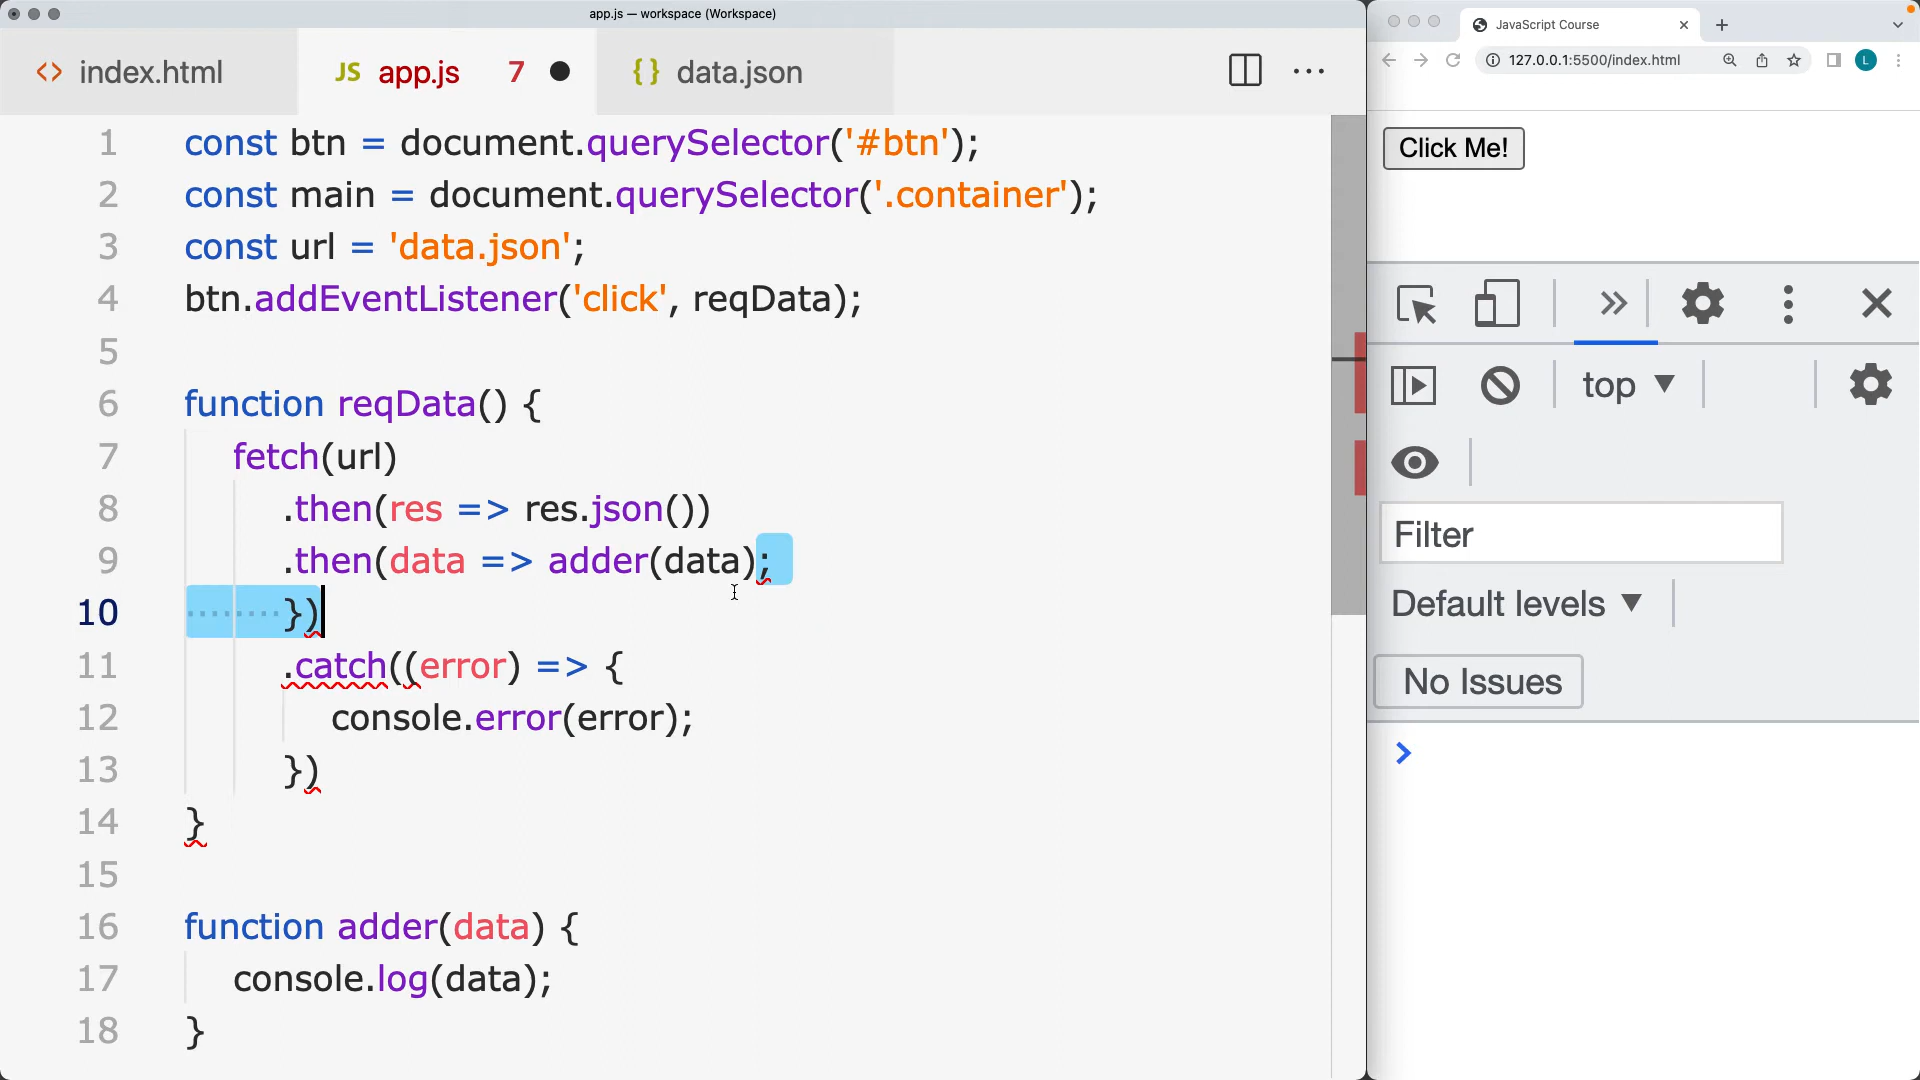 app.js — workspace (Workspace)
index.html
JS app.js 7
{} data.json
1 const btn = document.querySelector('#btn');
2 const main = document.querySelector('.container');
3 const url = 'data.json';
4 btn.addEventListener('click', reqData);
5
6 function reqData() {
7 fetch(url)
8 .then(res => res.json())
9 .then(data => adder(data);
10 })
11 .catch((error) => {
12 console.error(error);
13 })
14 }
15
16 function adder(data) {
17 console.log(data);
18 }
JavaScript Course
127.0.0.1:5500/index.html
L
Click Me!
top
Filter
Default levels
No Issues